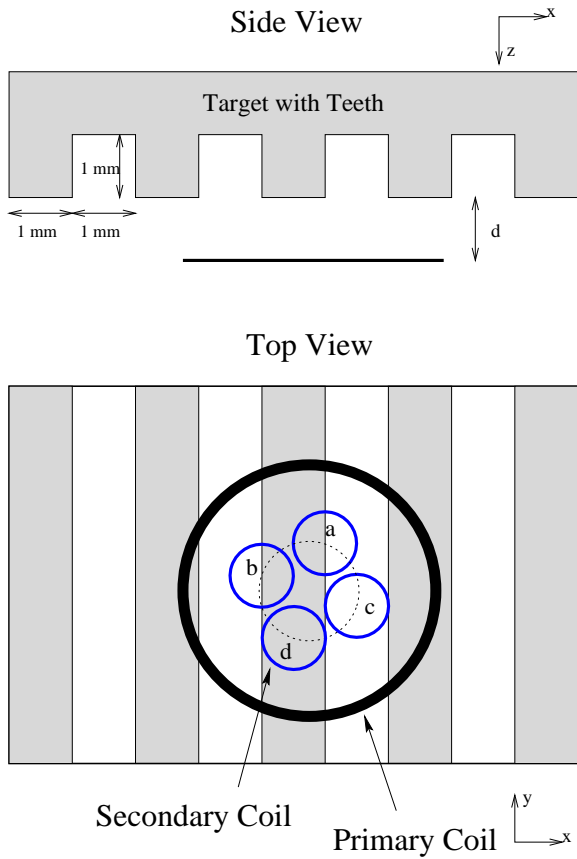 Side View
x
z
Target with Teeth
1 mm
1 mm
1 mm
d
Top View
a
b
c
d
Secondary Coil
Primary Coil
y
x